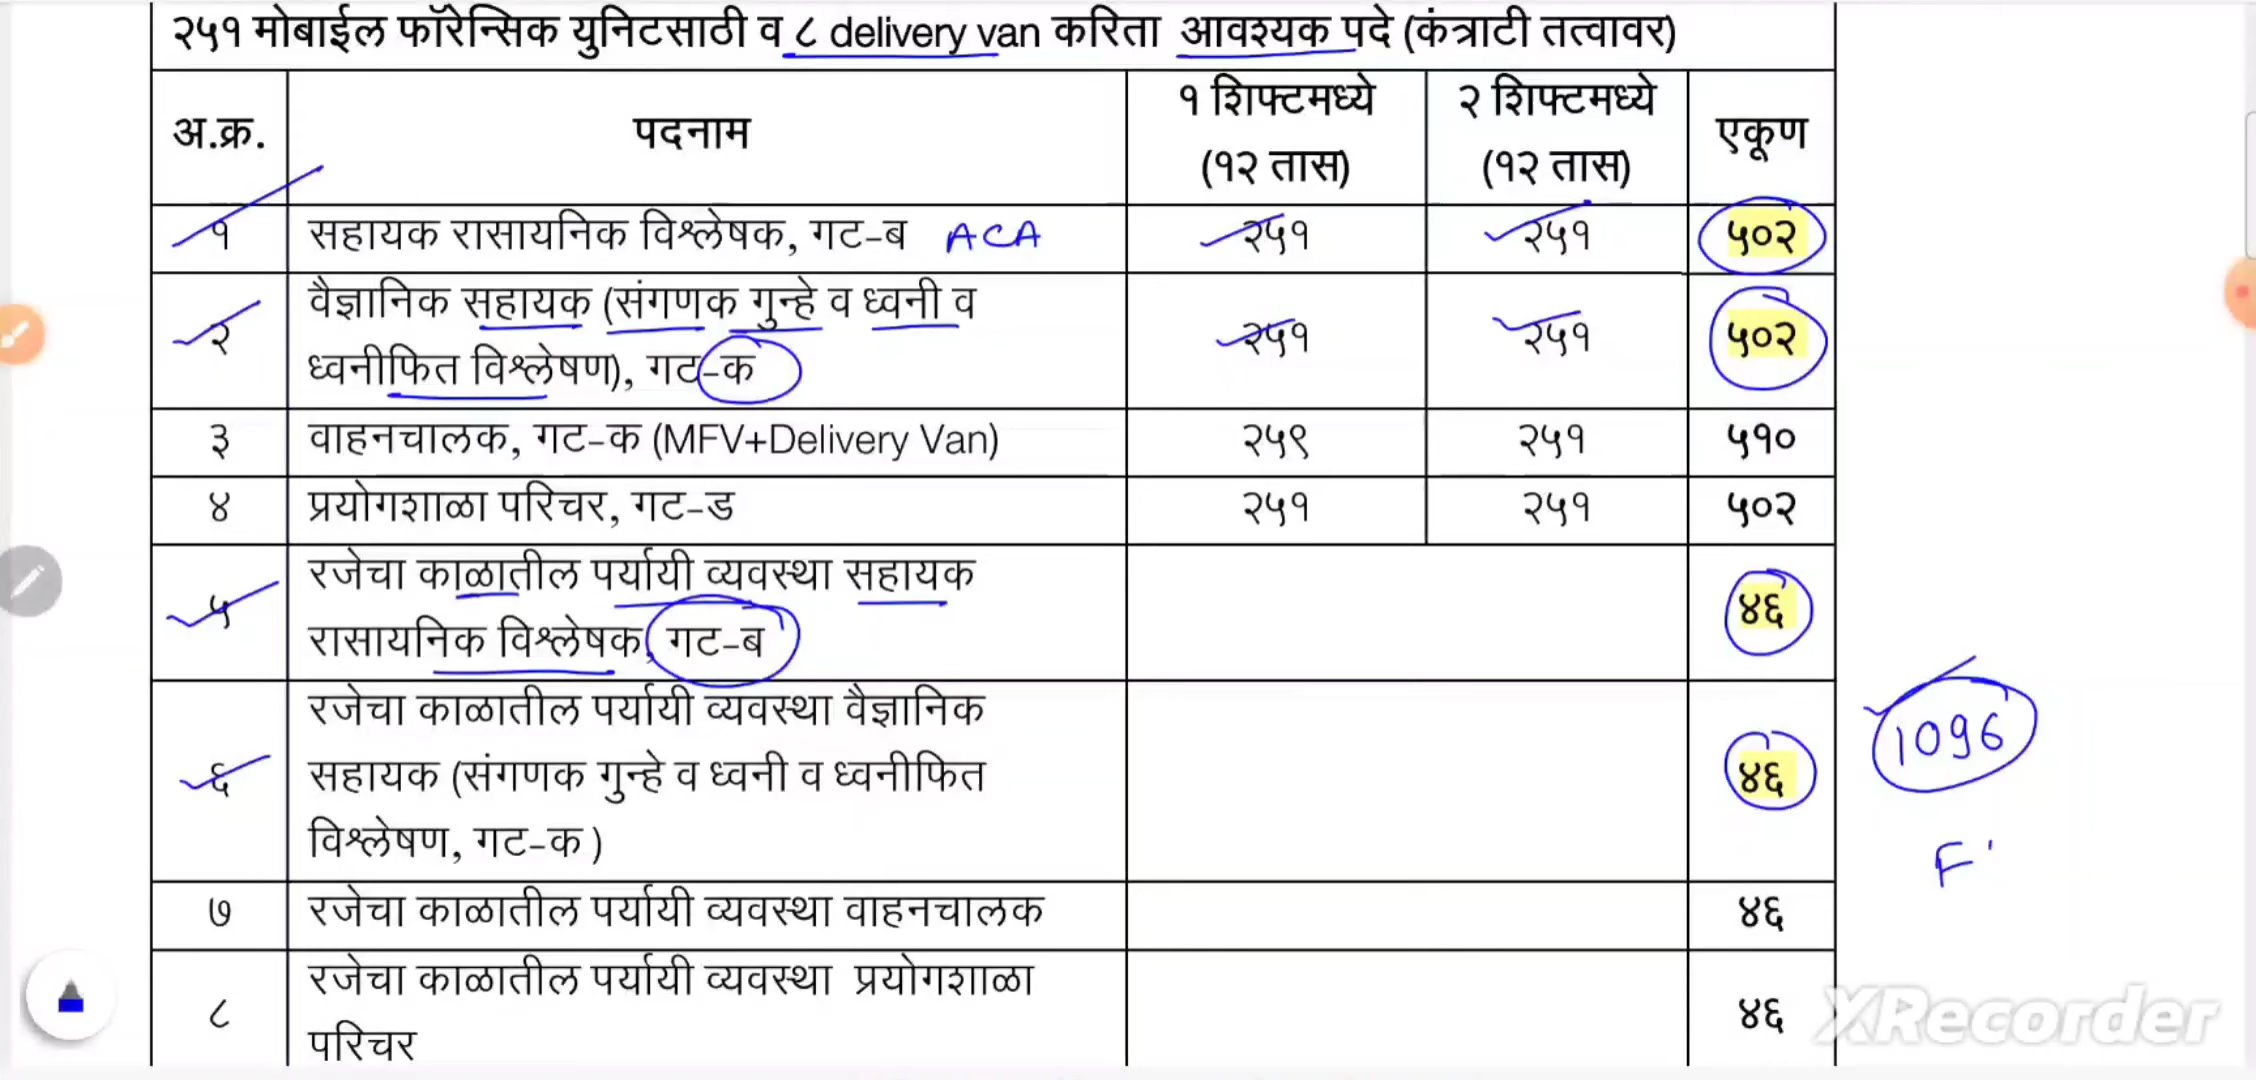 २५१ मोबाईल फॉरेन्सिक युनिटसाठी व ८ delivery van करिता आवश्यक पदे (कंत्राटी तत्वावर)
अ.क्र. पदनाम १ शिफ्टमध्ये (१२ तास) २ शिफ्टमध्ये (१२ तास) एकूण
१ सहायक रासायनिक विश्लेषक, गट-ब ACA २५१ २५१ ५०२
२ वैज्ञानिक सहायक (संगणक गुन्हे व ध्वनी व
ध्वनीफित विश्लेषण), गट-क २५१ २५१ ५०२
३ वाहनचालक, गट-क (MFV+Delivery Van) २५९ २५१ ५१०
४ प्रयोगशाळा परिचर, गट-ड २५१ २५१ ५०२
५ रजेचा काळातील पर्यायी व्यवस्था सहायक
रासायनिक विश्लेषक, गट-ब ४६
६ रजेचा काळातील पर्यायी व्यवस्था वैज्ञानिक
सहायक (संगणक गुन्हे व ध्वनी व ध्वनीफित ४६
विश्लेषण, गट-क )
1096
F
७ रजेचा काळातील पर्यायी व्यवस्था वाहनचालक ४६
८ रजेचा काळातील पर्यायी व्यवस्था प्रयोगशाळा
परिचर ४६
XRecorder